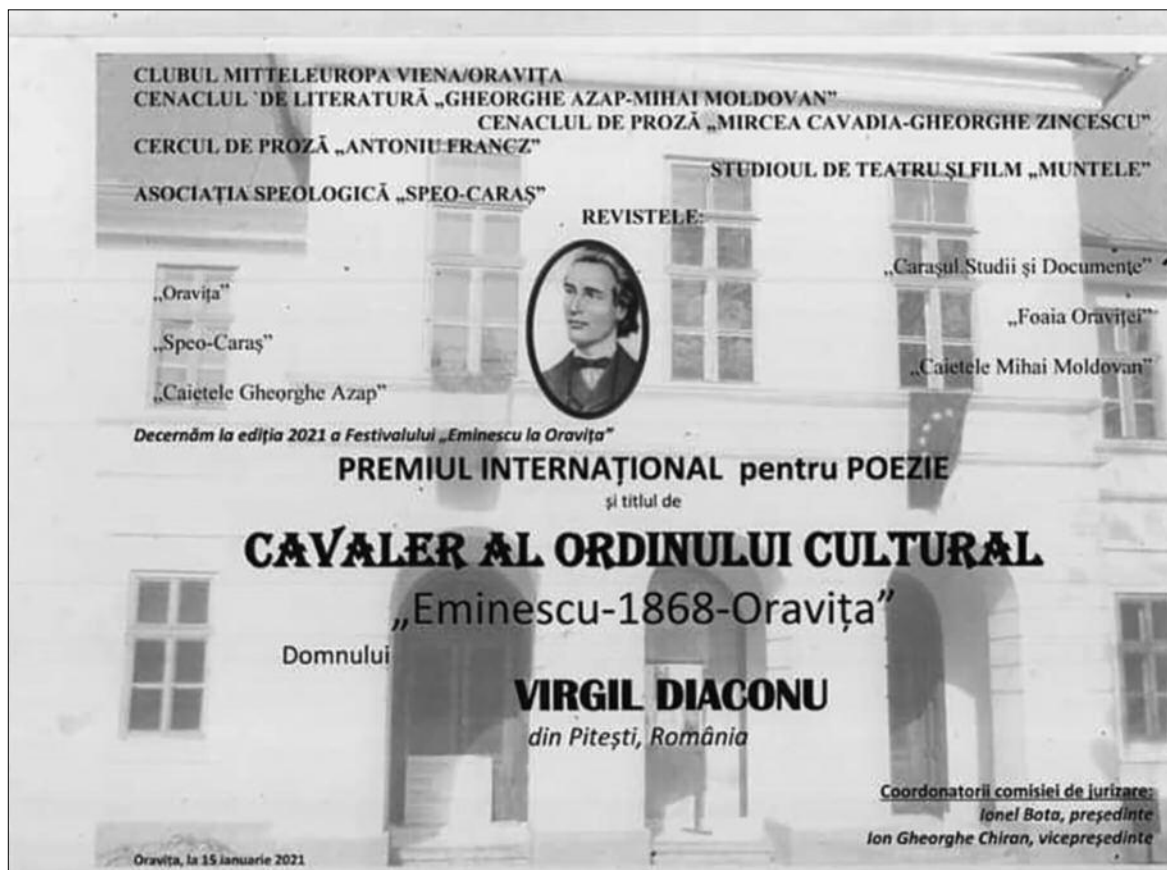 CLUBUL MITTELEUROPA VIENA/ORAVIȚA
CENACLUL `DE LITERATURĂ „GHEORGHE AZAP-MIHAI MOLDOVAN”
CENACLUL DE PROZĂ „MIRCEA CAVADIA-GHEORGHE ZINCESCU”
CERCUL DE PROZĂ „ANTONIU FRANCZ”
STUDIOUL DE TEATRU ȘI FILM „MUNTELE”
ASOCIAȚIA SPEOLOGICĂ „SPEO-CARAȘ”
REVISTELE:
„Carașul.Studii și Documente”
„Oravița”
„Foaia Oraviței”
„Speo-Caraș”
„Caietele Mihai Moldovan”
„Caietele Gheorghe Azap”
Decernăm la ediția 2021 a Festivalului „Eminescu la Oravița”
PREMIUL INTERNAȚIONAL pentru POEZIE
și titlul de
CAVALER AL ORDINULUI CULTURAL
„Eminescu-1868-Oravița”
Domnului
VIRGIL DIACONU
din Pitești, România
Coordonatorii comisiei de jurizare:
Ionel Bota, președinte
Ion Gheorghe Chiran, vicepreședinte
Oravița, la 15 ianuarie 2021